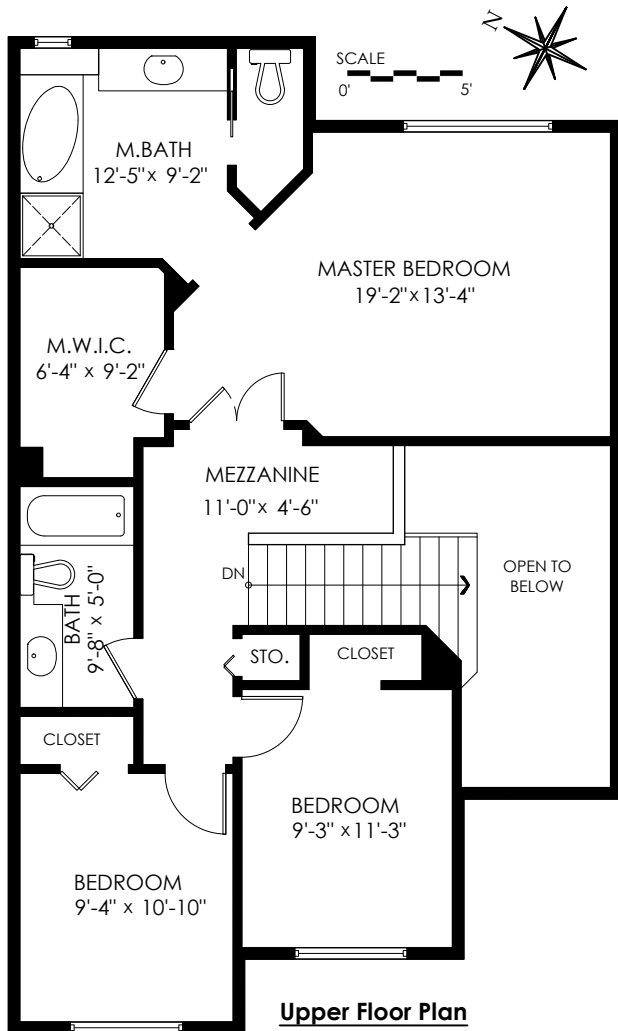 N
SCALE
0' 5'
M.BATH
12'-5" x 9'-2"
MASTER BEDROOM
19'-2" x 13'-4"
M.W.I.C.
6'-4" x 9'-2"
MEZZANINE
11'-0" x 4'-6"
DN
OPEN TO
BELOW
BATH
9'-8" x 5'-0"
STO.
CLOSET
CLOSET
BEDROOM
9'-3" x 11'-3"
BEDROOM
9'-4" x 10'-10"
Upper Floor Plan